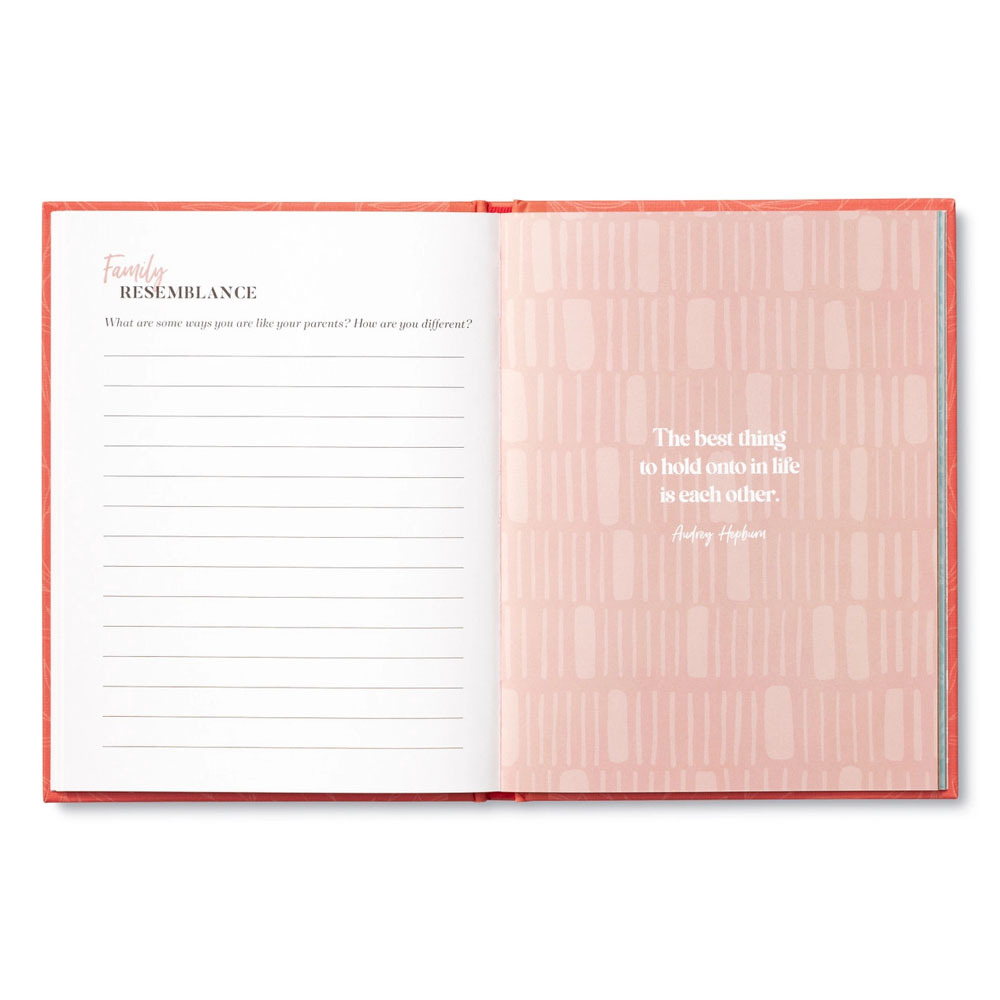 Family
RESEMBLANCE
What are some ways you are like your parents? How are you different?
The best thing
to hold onto in life
is each other.
Audrey Hepburn